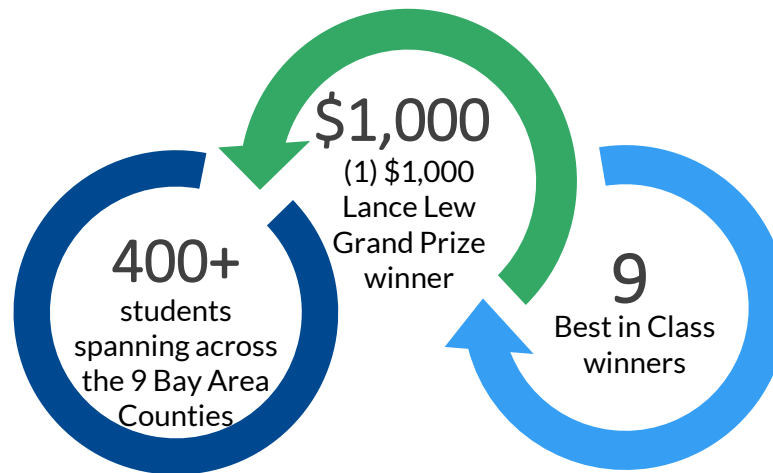 400+
students
spanning across
the 9 Bay Area
Counties
$1,000
(1) $1,000
Lance Lew
Grand Prize
winner
9
Best in Class
winners